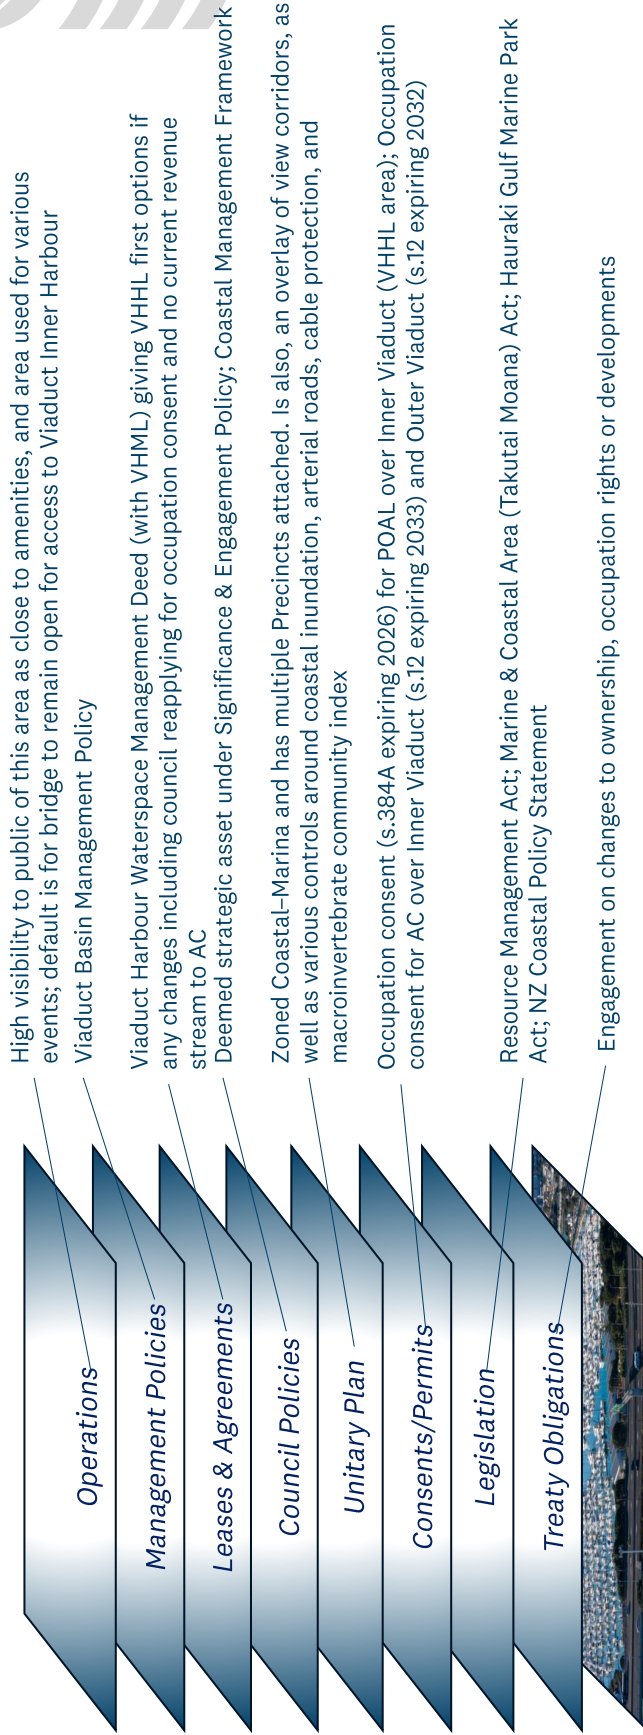 Operations
High visibility to public of this area as close to amenities, and area used for various
events; default is for bridge to remain open for access to Viaduct Inner Harbour
Management Policies
Viaduct Basin Management Policy
Leases & Agreements
Viaduct Harbour Waterspace Management Deed (with VHML) giving VHHL first options if
any changes including council reapplying for occupation consent and no current revenue
stream to AC
Council Policies
Deemed strategic asset under Significance & Engagement Policy; Coastal Management Framework
Unitary Plan
Zoned Coastal–Marina and has multiple Precincts attached. Is also, an overlay of view corridors, as
well as various controls around coastal inundation, arterial roads, cable protection, and
macroinvertebrate community index
Consents/Permits
Occupation consent (s.384A expiring 2026) for POAL over Inner Viaduct (VHHL area); Occupation
consent for AC over Inner Viaduct (s.12 expiring 2033) and Outer Viaduct (s.12 expiring 2032)
Legislation
Resource Management Act; Marine & Coastal Area (Takutai Moana) Act; Hauraki Gulf Marine Park
Act; NZ Coastal Policy Statement
Treaty Obligations
Engagement on changes to ownership, occupation rights or developments